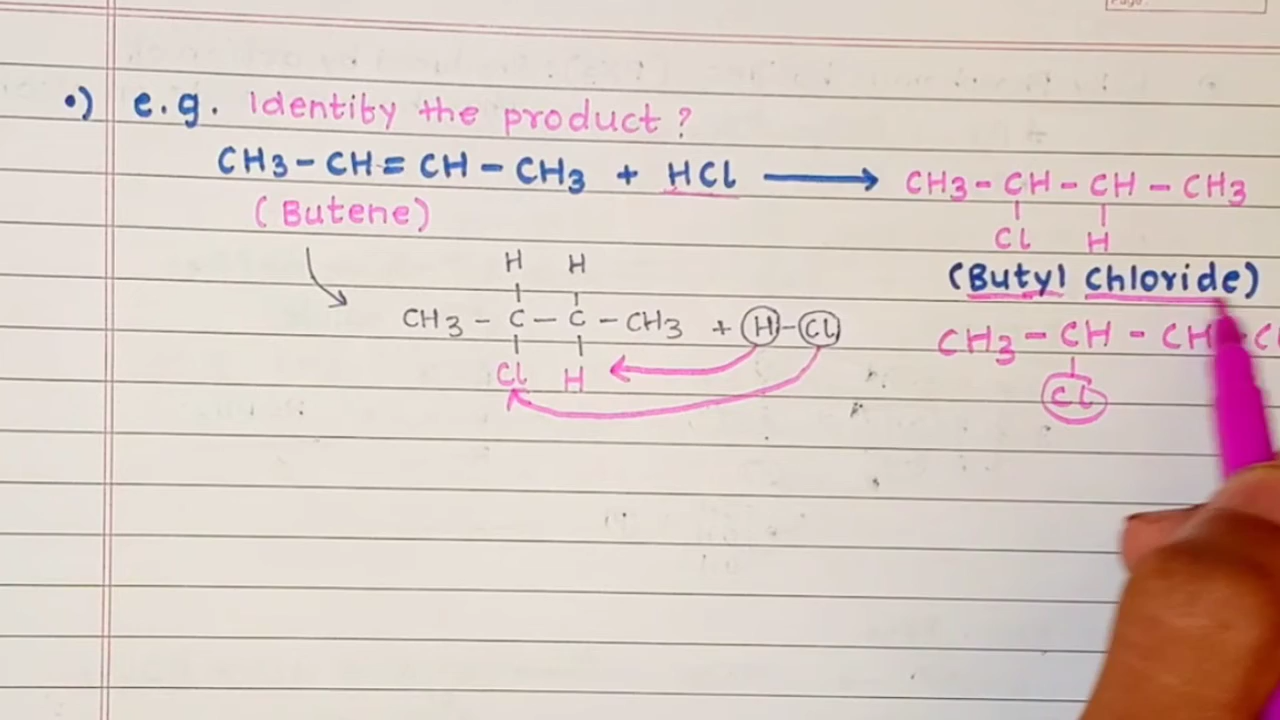 Page:
•) e.g. Identify the product?
CH3 - CH = CH - CH3 + HCl ⟶ CH3 - CH - CH - CH3
Cl H
(Butene)
(Butyl chloride)
H H
CH3 - C - C - CH3 + H-Cl
Cl H
CH3 - CH - CH
Cl